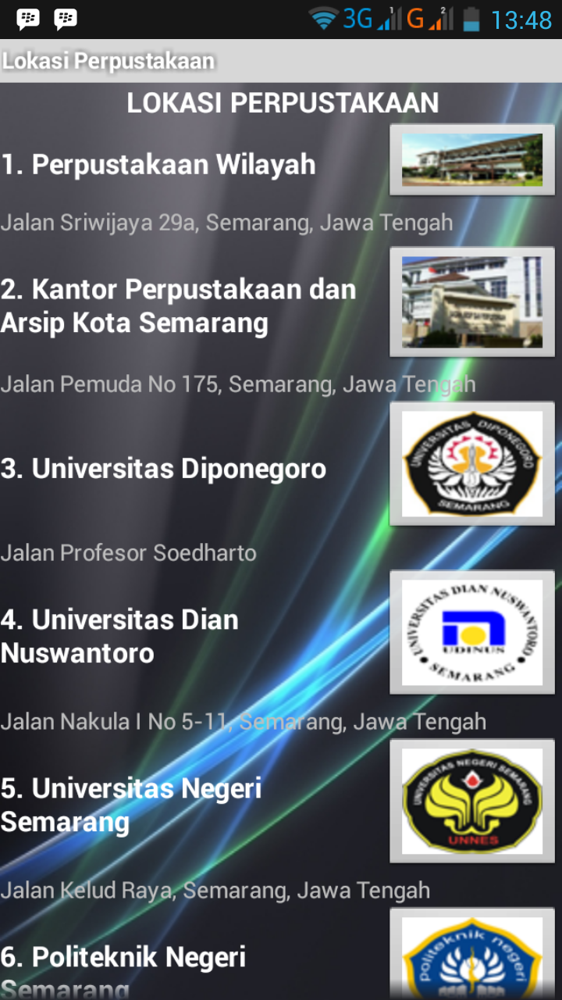 3G 1 G 2 13:48
Lokasi Perpustakaan
LOKASI PERPUSTAKAAN
1. Perpustakaan Wilayah
Jalan Sriwijaya 29a, Semarang, Jawa Tengah
2. Kantor Perpustakaan dan
Arsip Kota Semarang
Jalan Pemuda No 175, Semarang, Jawa Tengah
3. Universitas Diponegoro
UNIVERSITAS DIPONEGORO
SEMARANG
Jalan Profesor Soedharto
4. Universitas Dian
Nuswantoro
UNIVERSITAS DIAN NUSWANTORO
UDINUS
SEMARANG
Jalan Nakula I No 5-11, Semarang, Jawa Tengah
5. Universitas Negeri
Semarang
UNIVERSITAS NEGERI SEMARANG
UNNES
Jalan Kelud Raya, Semarang, Jawa Tengah
6. Politeknik Negeri
Semarang
politeknik negeri